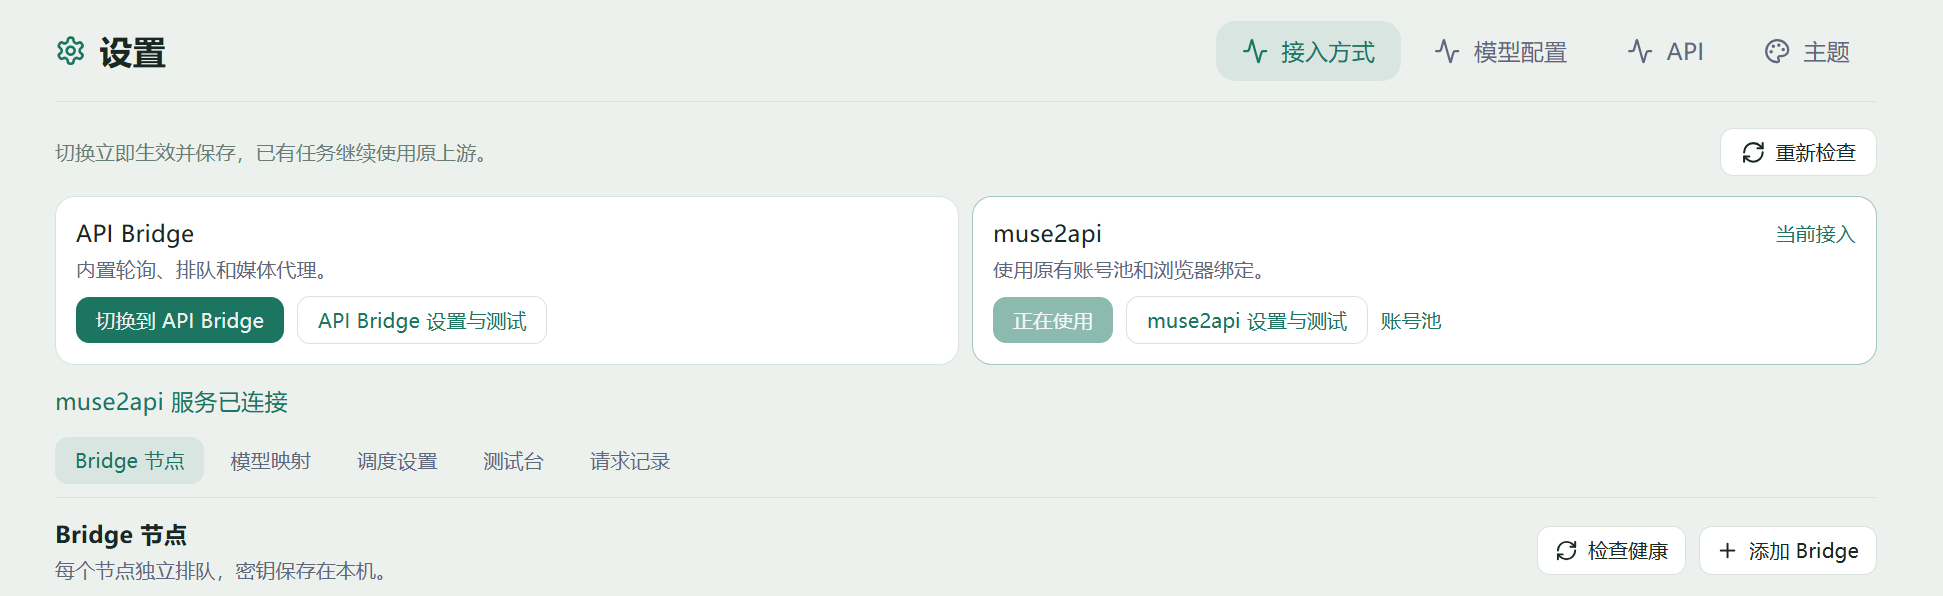 设置
接入方式 模型配置 API 主题
切换立即生效并保存，已有任务继续使用原上游。
重新检查
API Bridge
内置轮询、排队和媒体代理。
切换到 API Bridge API Bridge 设置与测试
muse2api 当前接入
使用原有账号池和浏览器绑定。
正在使用 muse2api 设置与测试 账号池
muse2api 服务已连接
Bridge 节点 模型映射 调度设置 测试台 请求记录
Bridge 节点
每个节点独立排队，密钥保存在本机。
检查健康 添加 Bridge